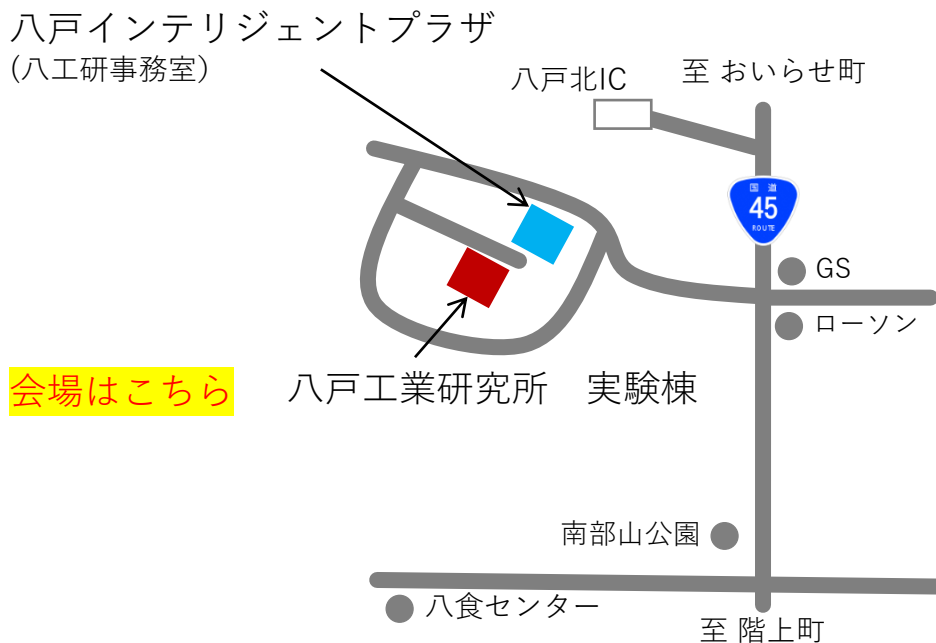 八戸インテリジェントプラザ
(八工研事務室)
八戸北IC
至 おいらせ町
国道
45
ROUTE
GS
ローソン
会場はこちら
八戸工業研究所　実験棟
南部山公園
八食センター
至 階上町